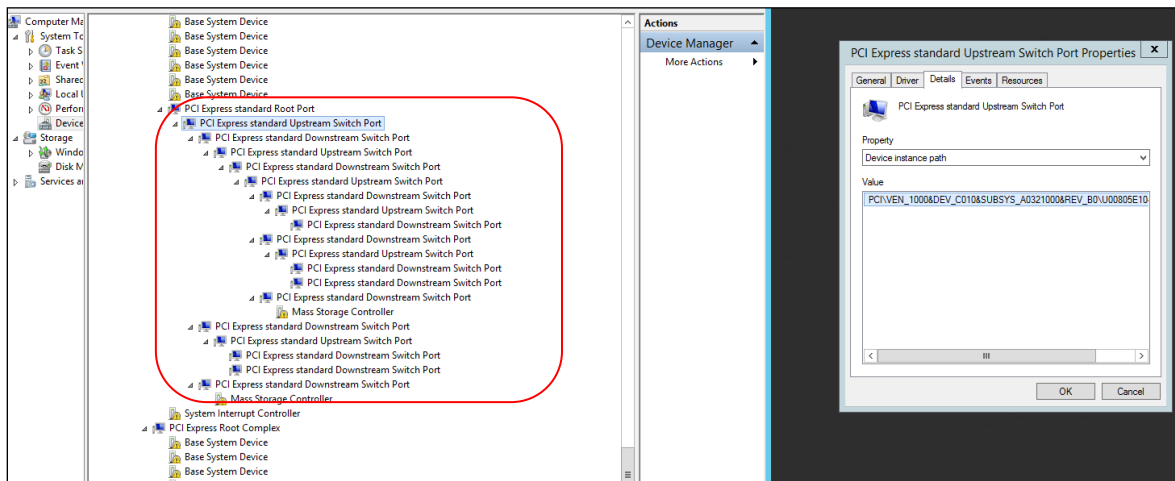 Computer Ma
System To
Task S
Event
Shared
Local U
Perfon
Device
Storage
Windo
Disk M
Services a
Base System Device
Base System Device
Base System Device
Base System Device
Base System Device
Base System Device
PCI Express standard Root Port
PCI Express standard Upstream Switch Port
PCI Express standard Downstream Switch Port
PCI Express standard Upstream Switch Port
PCI Express standard Downstream Switch Port
PCI Express standard Upstream Switch Port
PCI Express standard Downstream Switch Port
PCI Express standard Upstream Switch Port
PCI Express standard Downstream Switch Port
PCI Express standard Downstream Switch Port
PCI Express standard Upstream Switch Port
PCI Express standard Downstream Switch Port
PCI Express standard Downstream Switch Port
PCI Express standard Downstream Switch Port
Mass Storage Controller
PCI Express standard Downstream Switch Port
PCI Express standard Upstream Switch Port
PCI Express standard Downstream Switch Port
PCI Express standard Downstream Switch Port
PCI Express standard Downstream Switch Port
Mass Storage Controller
System Interrupt Controller
PCI Express Root Complex
Base System Device
Base System Device
Base System Device
Actions
Device Manager
More Actions
PCI Express standard Upstream Switch Port Properties
General Driver Details Events Resources
PCI Express standard Upstream Switch Port
Property
Device instance path
Value
PCI\VEN_1000&DEV_C010&SUBSYS_A0321000&REV_B0\U00805E10-
OK Cancel